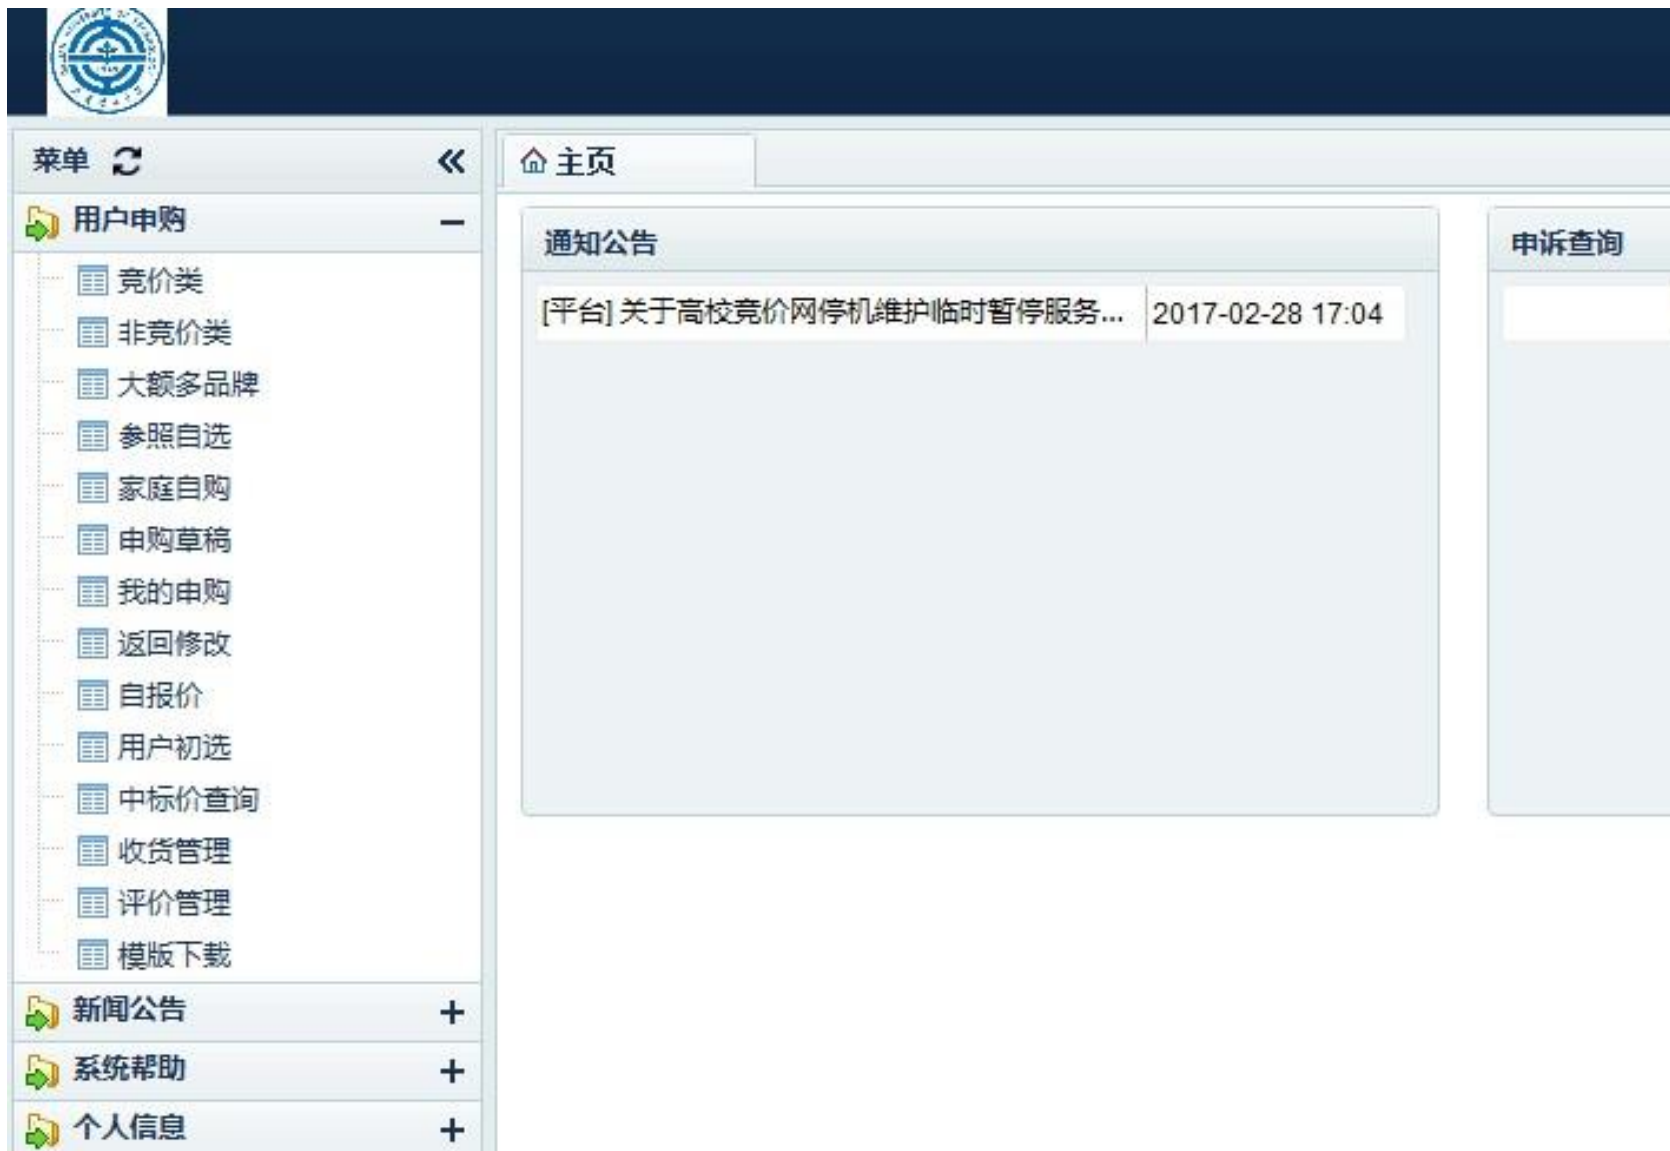 菜单
主页
用户申购
竞价类
非竞价类
大额多品牌
参照自选
家庭自购
申购草稿
我的申购
返回修改
自报价
用户初选
中标价查询
收货管理
评价管理
模版下载
新闻公告
系统帮助
个人信息
通知公告
[平台] 关于高校竞价网停机维护临时暂停服务... 2017-02-28 17:04
申诉查询